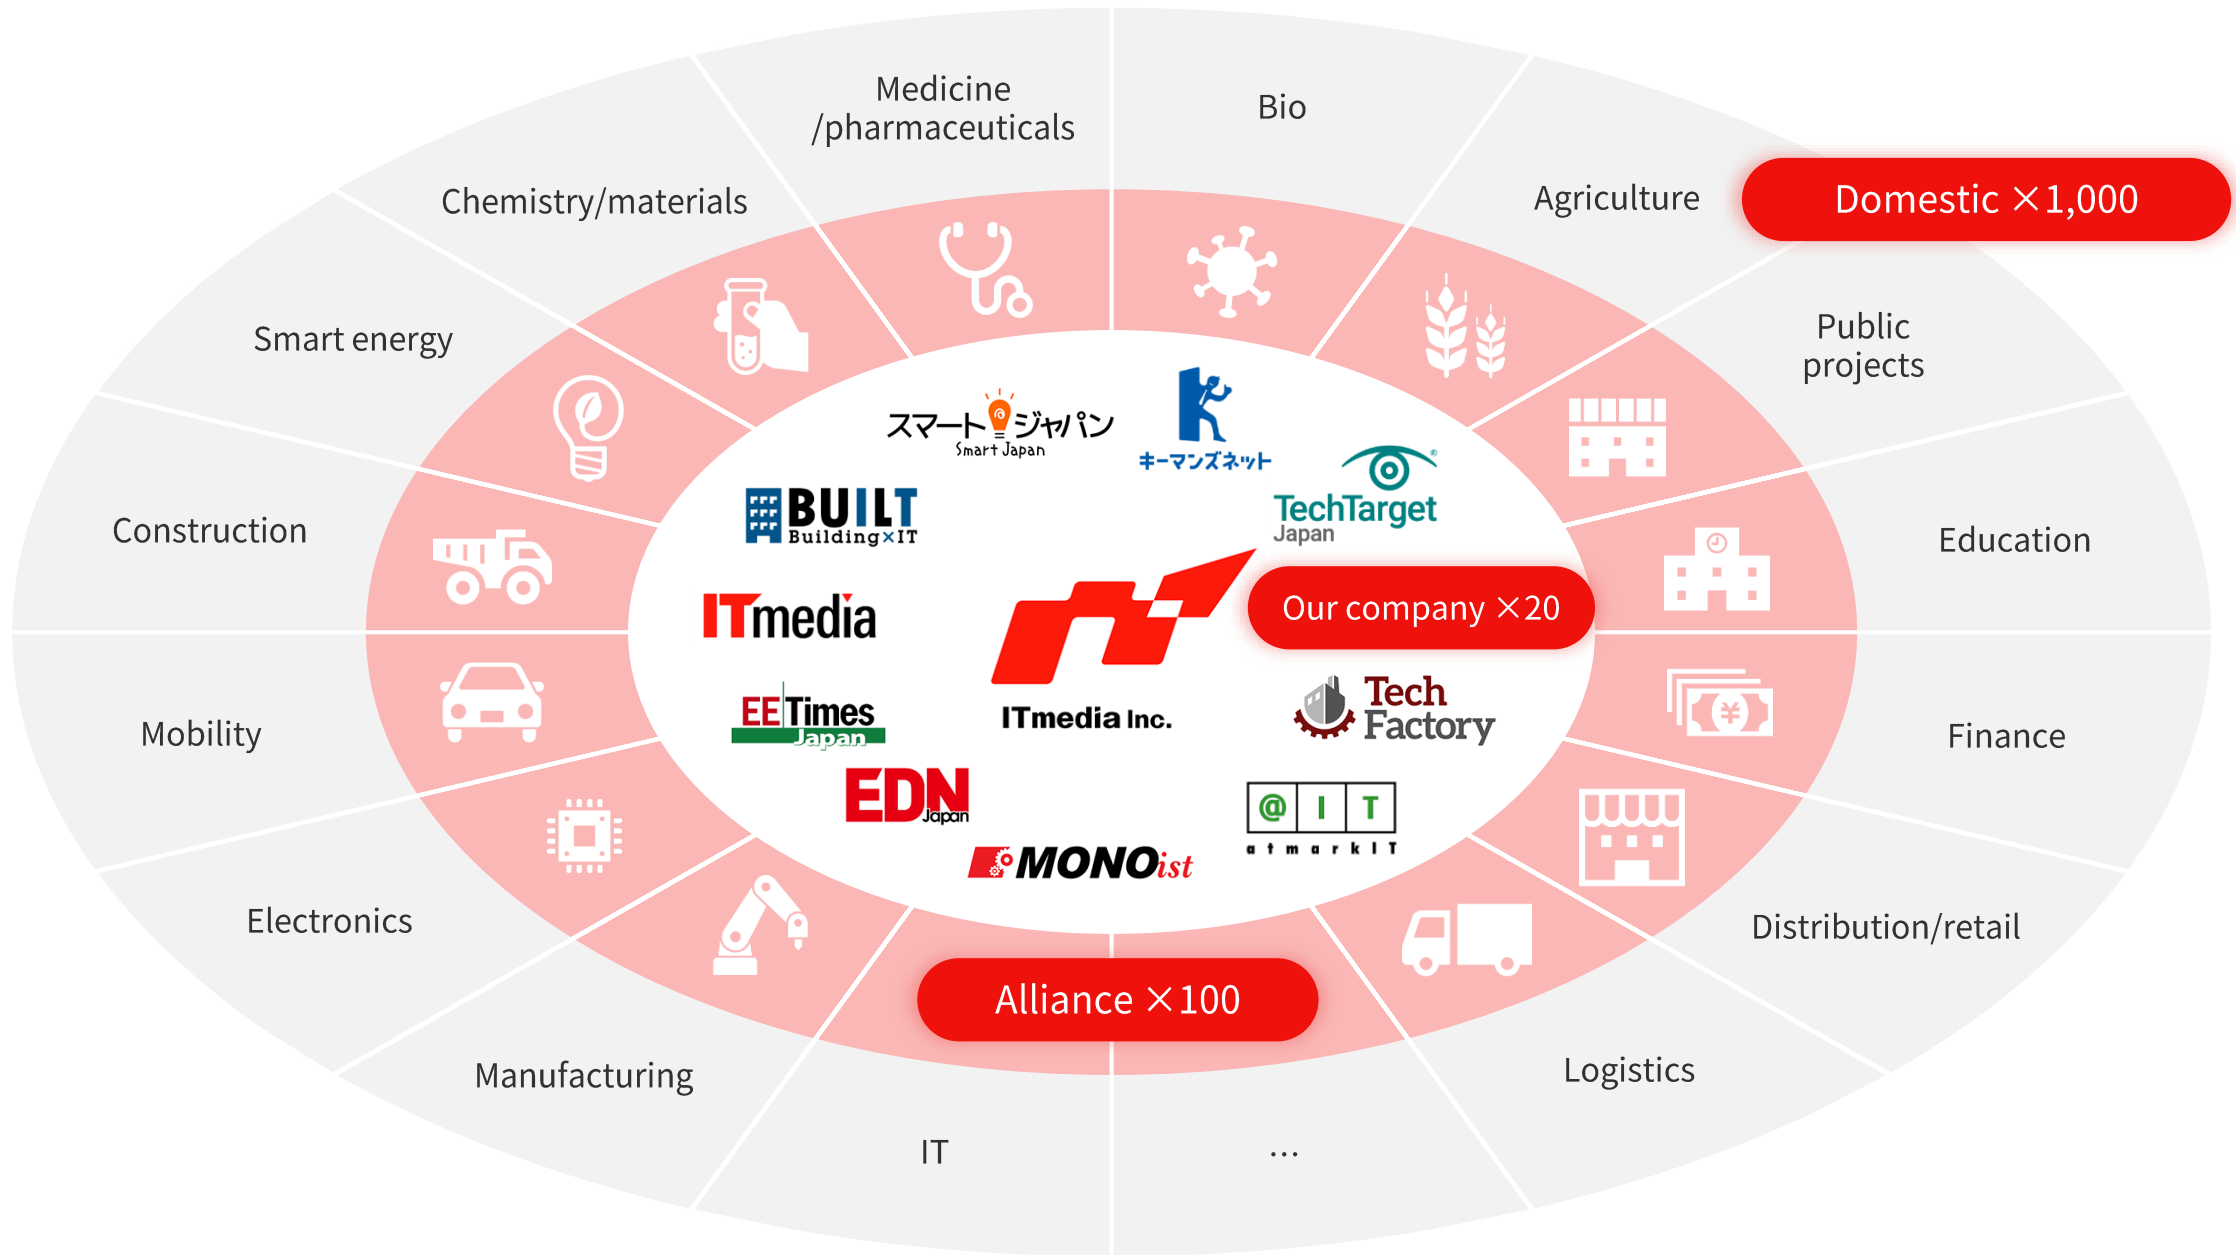 Medicine
/pharmaceuticals
Bio
Chemistry/materials
Agriculture
Domestic ×1,000
Smart energy
Public
projects
スマートジャパン
Smart Japan
キーマンズネット
TechTarget
Japan
BUILT
Building×IT
Construction
Education
ITmedia
Our company ×20
EE Times
Japan
ITmedia Inc.
Tech
Factory
Mobility
Finance
EDN
Japan
@IT
atmarkIT
MONOist
Electronics
Distribution/retail
Alliance ×100
Manufacturing
Logistics
IT
…
¥